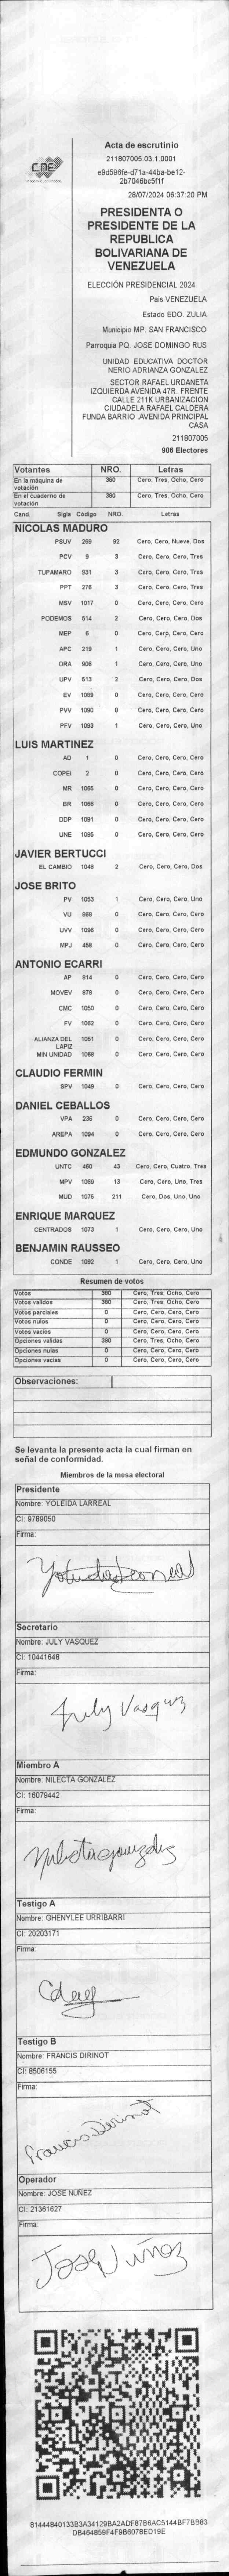 CNE
Acta de escrutinio
211807005.03.1.0001
28/07/2024 06:37:20 PM
PRESIDENTA O
PRESIDENTE DE LA
REPUBLICA
BOLIVARIANA DE
VENEZUELA
ELECCIÓN PRESIDENCIAL 2024
País VENEZUELA
Estado EDO. ZULIA
Municipio MP. SAN FRANCISCO
Parroquia PQ. JOSE DOMINGO RUS
UNIDAD EDUCATIVA DOCTOR
NERIO ADRIANZA GONZALEZ
SECTOR RAFAEL URDANETA
IZQUIERDA AVENIDA 47R. FRENTE
CALLE 211K URBANIZACION
CIUDADELA RAFAEL CALDERA
FUNDA BARRIO AVENIDA PRINCIPAL
CASA
211807005
906 Electores
Votantes NRO. Letras
En la máquina de votación 380 Cero, Tres, Ocho, Cero
En el cuaderno de votación 380 Cero, Tres, Ocho, Cero
Cand. Sigla Código NRO. Letras
NICOLAS MADURO
PSUV 269 92 Cero, Cero, Nueve, Dos
PCV 9 3 Cero, Cero, Cero, Tres
TUPAMARO 931 3 Cero, Cero, Cero, Tres
PPT 276 3 Cero, Cero, Cero, Tres
MSV 1017 0 Cero, Cero, Cero, Cero
PODEMOS 514 2 Cero, Cero, Cero, Dos
MEP 6 0 Cero, Cero, Cero, Cero
APC 219 1 Cero, Cero, Cero, Uno
ORA 906 1 Cero, Cero, Cero, Uno
UPV 513 2 Cero, Cero, Cero, Dos
EV 1089 0 Cero, Cero, Cero, Cero
PVV 1090 0 Cero, Cero, Cero, Cero
PFV 1093 1 Cero, Cero, Cero, Uno
LUIS MARTINEZ
AD 1 0 Cero, Cero, Cero, Cero
COPEI 2 0 Cero, Cero, Cero, Cero
MR 1065 0 Cero, Cero, Cero, Cero
BR 1066 0 Cero, Cero, Cero, Cero
DDP 1091 0 Cero, Cero, Cero, Cero
UNE 1095 0 Cero, Cero, Cero, Cero
JAVIER BERTUCCI
EL CAMBIO 1048 2 Cero, Cero, Cero, Dos
JOSE BRITO
PV 1053 1 Cero, Cero, Cero, Uno
VU 868 0 Cero, Cero, Cero, Cero
UVV 1096 0 Cero, Cero, Cero, Cero
MPJ 458 0 Cero, Cero, Cero, Cero
ANTONIO ECARRI
AP 814 0 Cero, Cero, Cero, Cero
MOVEV 878 0 Cero, Cero, Cero, Cero
CMC 1050 0 Cero, Cero, Cero, Cero
FV 1062 0 Cero, Cero, Cero, Cero
ALIANZA DEL LAPIZ 1051 0 Cero, Cero, Cero, Cero
MIN UNIDAD 1068 0 Cero, Cero, Cero, Cero
CLAUDIO FERMIN
SPV 1049 0 Cero, Cero, Cero, Cero
DANIEL CEBALLOS
VPA 236 0 Cero, Cero, Cero, Cero
AREPA 1094 0 Cero, Cero, Cero, Cero
EDMUNDO GONZALEZ
UNTC 460 43 Cero, Cero, Cuatro, Tres
MPV 1069 13 Cero, Cero, Uno, Tres
MUD 1075 211 Cero, Dos, Uno, Uno
ENRIQUE MARQUEZ
CENTRADOS 1073 1 Cero, Cero, Cero, Uno
BENJAMIN RAUSSEO
CONDE 1092 1 Cero, Cero, Cero, Uno
Resumen de votos
Votos 380 Cero, Tres, Ocho, Cero
Votos validos 380 Cero, Tres, Ocho, Cero
Votos parciales 0 Cero, Cero, Cero, Cero
Votos nulos 0 Cero, Cero, Cero, Cero
Votos vacios 0 Cero, Cero, Cero, Cero
Opciones validas 380 Cero, Tres, Ocho, Cero
Opciones nulas 0 Cero, Cero, Cero, Cero
Opciones vacias 0 Cero, Cero, Cero, Cero
Observaciones:
Se levanta la presente acta la cual firman en
señal de conformidad.
Miembros de la mesa electoral
Presidente
Nombre: YOLEIDA LARREAL
CI: 9789050
Firma:
Secretario
Nombre: JULY VASQUEZ
CI: 10441646
Firma:
July Vasquez
Miembro A
Nombre: NILECTA GONZALEZ
CI: 16079442
Firma:
Testigo A
Nombre: GHENYLEE URRIBARRI
CI: 20203171
Firma:
Testigo B
Nombre: FRANCIS DIRINOT
CI: 8506155
Firma:
Francis Dirinot
Operador
Nombre: JOSE NUÑEZ
CI: 21361627
Firma:
José Nuñez